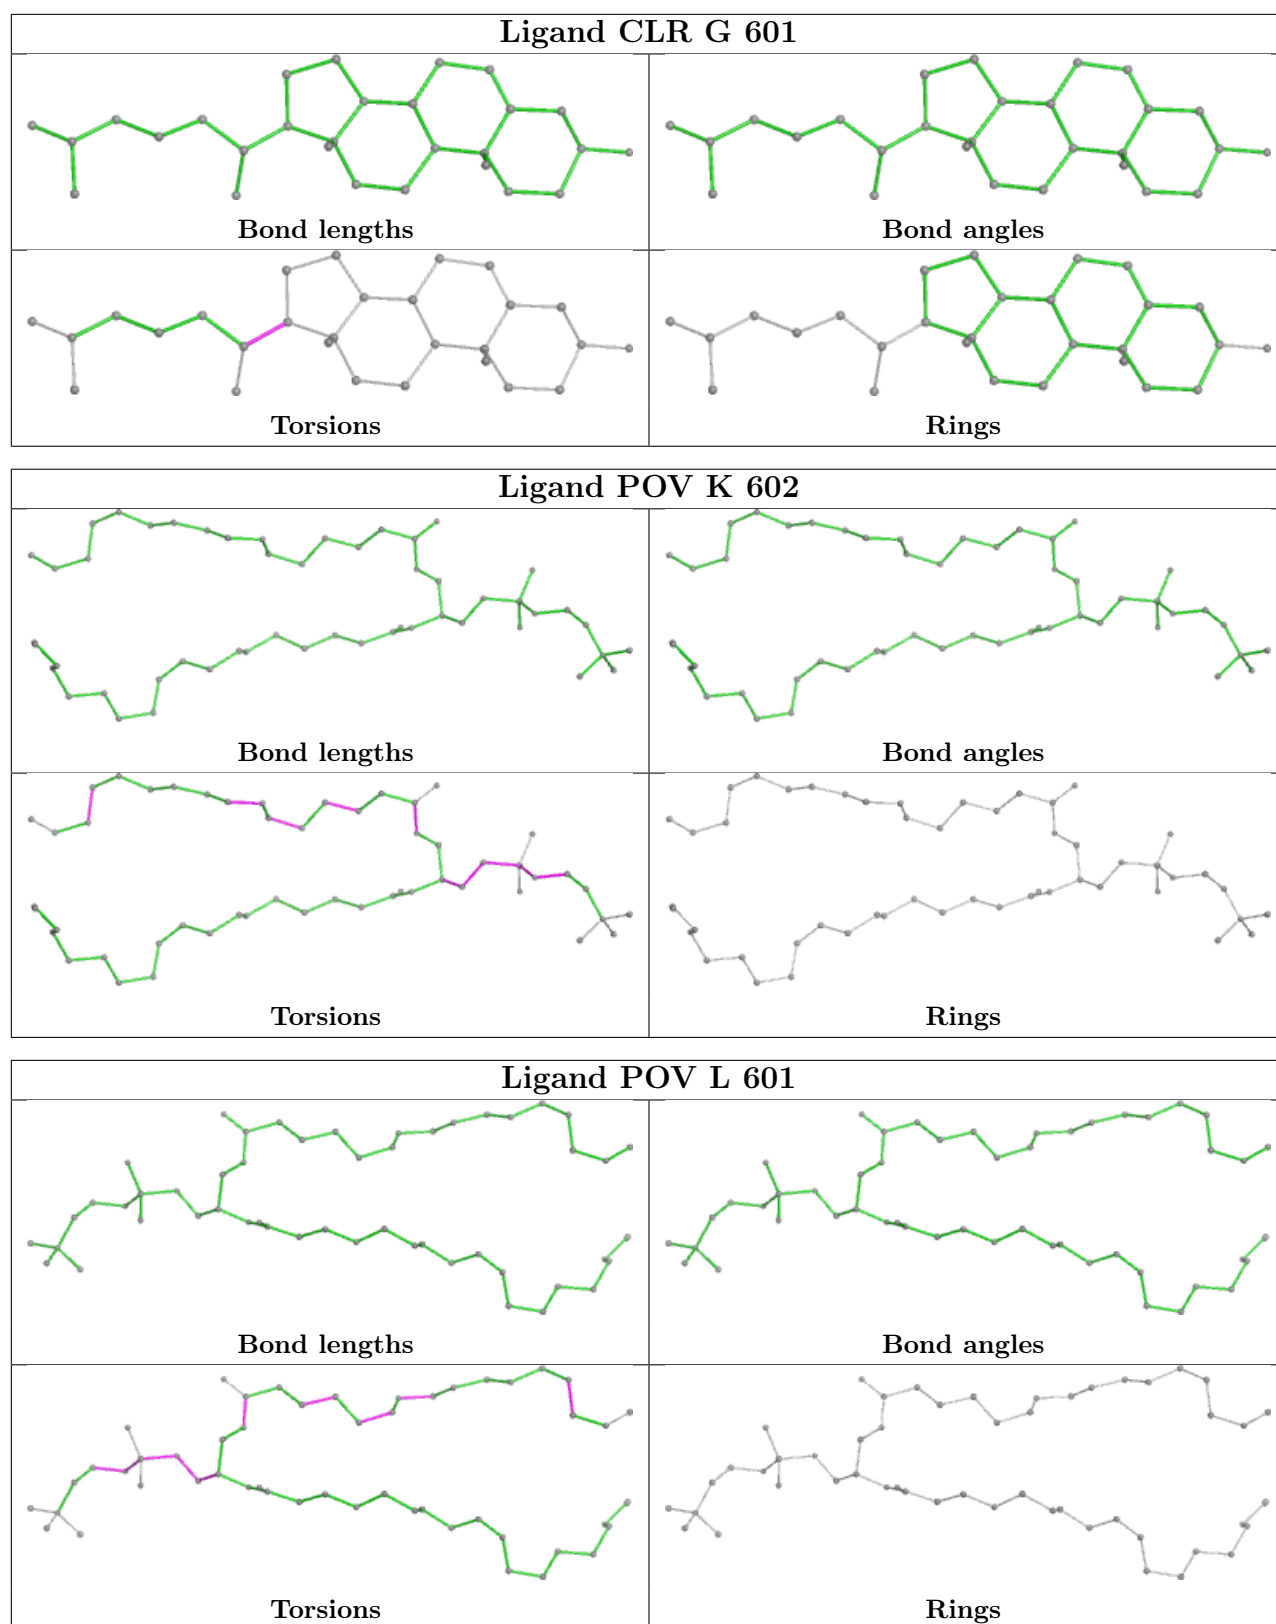 Ligand CLR G 601
Bond lengths
Bond angles
Torsions
Rings
Ligand POV K 602
Bond lengths
Bond angles
Torsions
Rings
Ligand POV L 601
Bond lengths
Bond angles
Torsions
Rings